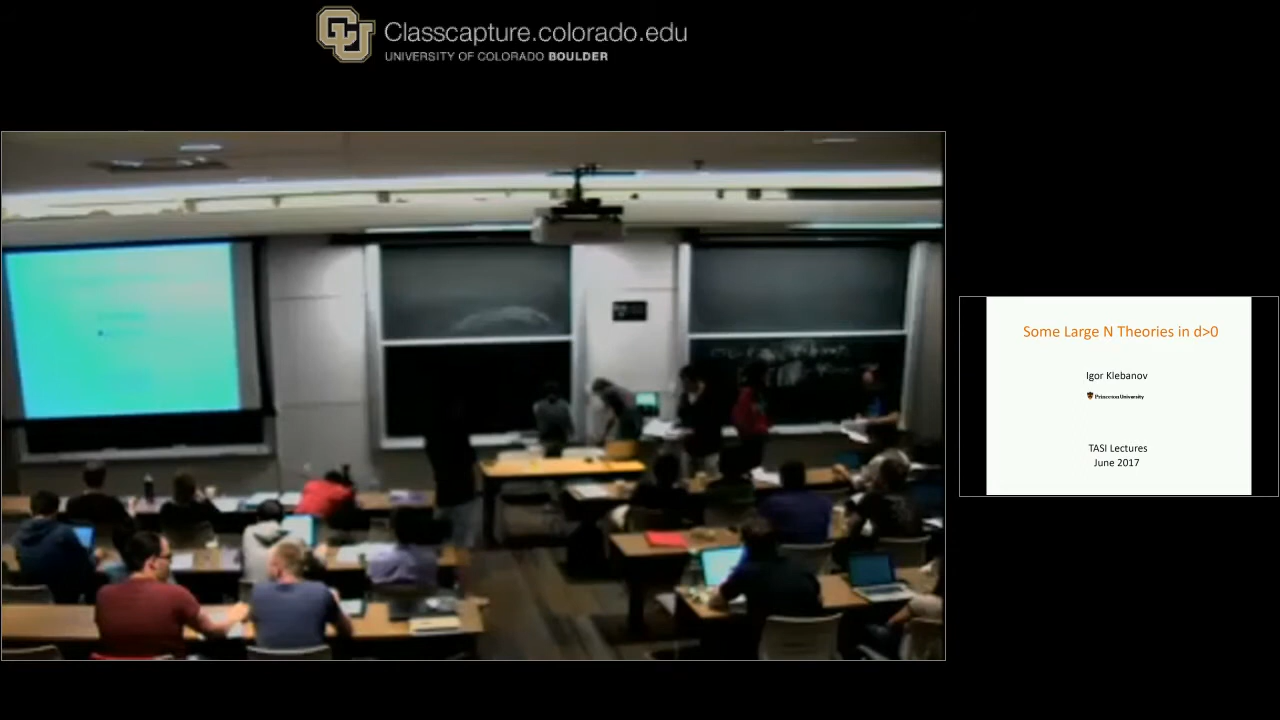 CU
Classcapture.colorado.edu
UNIVERSITY OF COLORADO BOULDER
Some Large N Theories in d>0
Igor Klebanov
Princeton University
TASI Lectures
June 2017